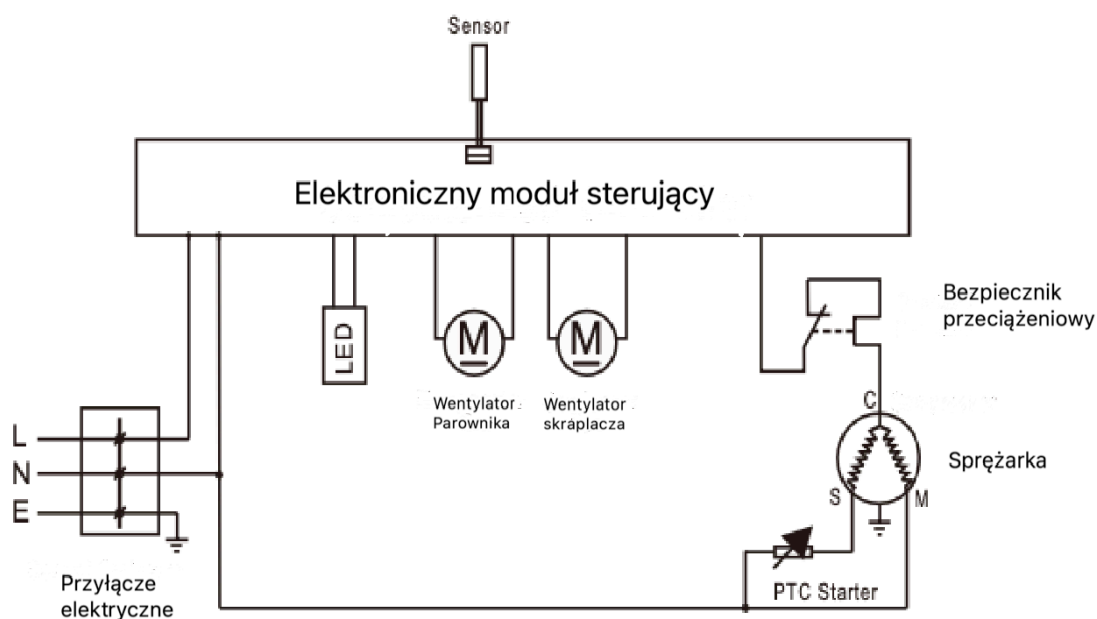 Sensor
Elektroniczny moduł sterujący
Bezpiecznik
przeciążeniowy
LED
M
M
Wentylator
Parownika
Wentylator
skraplacza
C
Sprężarka
S
M
L
N
E
PTC Starter
Przyłącze
elektryczne